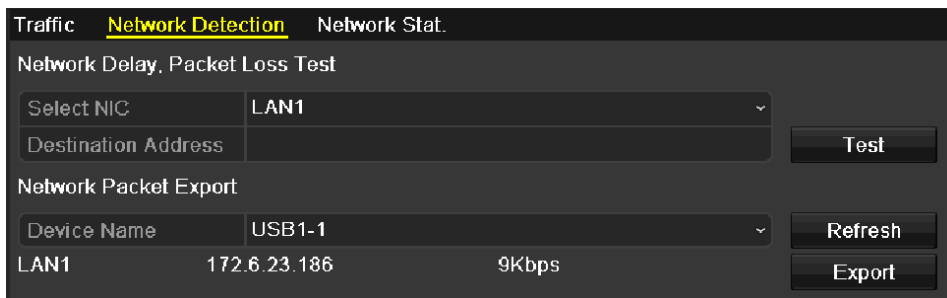 Traffic Network Detection Network Stat.
Network Delay, Packet Loss Test
Select NIC LAN1
Destination Address Test
Network Packet Export
Device Name USB1-1 Refresh
LAN1 172.6.23.186 9Kbps Export